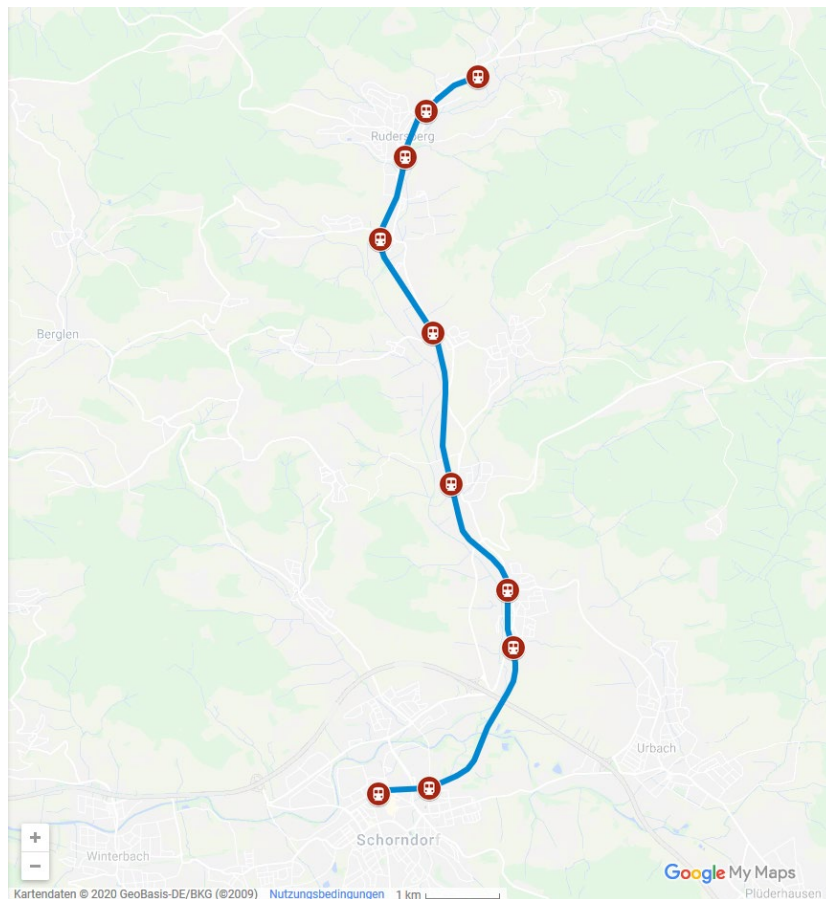 Rudersberg
Berglen
Urbach
Schorndorf
Winterbach
+
−
Google My Maps
Plüderhausen
Kartendaten © 2020 GeoBasis-DE/BKG (©2009) Nutzungsbedingungen 1 km